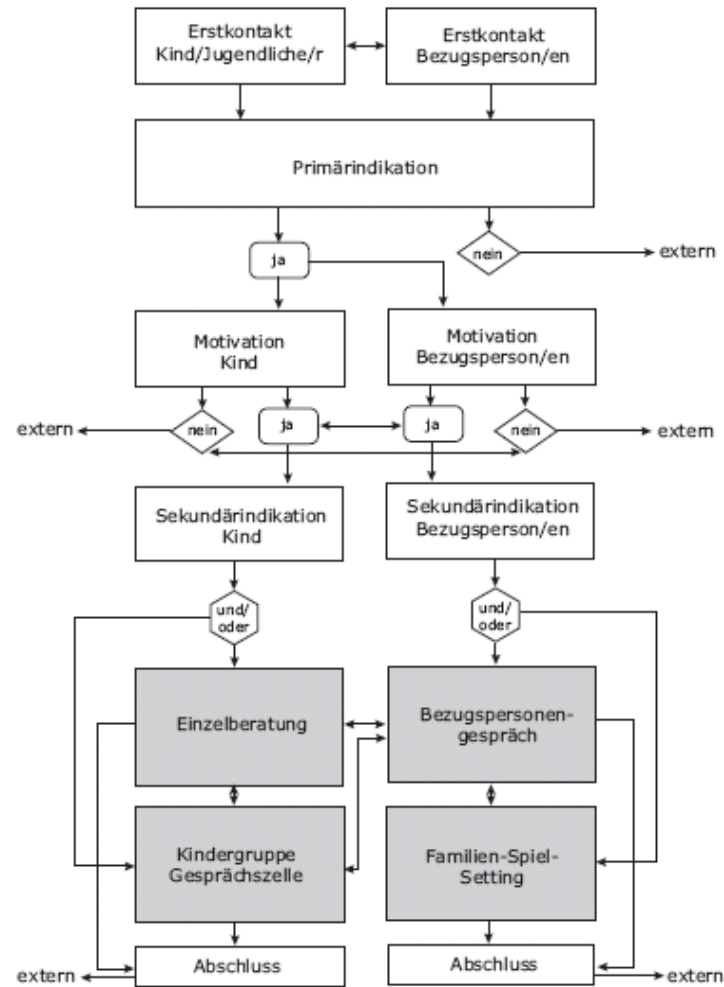 Erstkontakt
Kind/Jugendliche/r
Erstkontakt
Bezugsperson/en
Primärindikation
ja
nein
extern
Motivation
Kind
Motivation
Bezugsperson/en
extern
nein
ja
ja
nein
extern
Sekundärindikation
Kind
Sekundärindikation
Bezugsperson/en
und/
oder
und/
oder
Einzelberatung
Bezugspersonen-
gespräch
Kindergruppe
Gesprächszelle
Familien-Spiel-
Setting
Abschluss
Abschluss
extern
extern